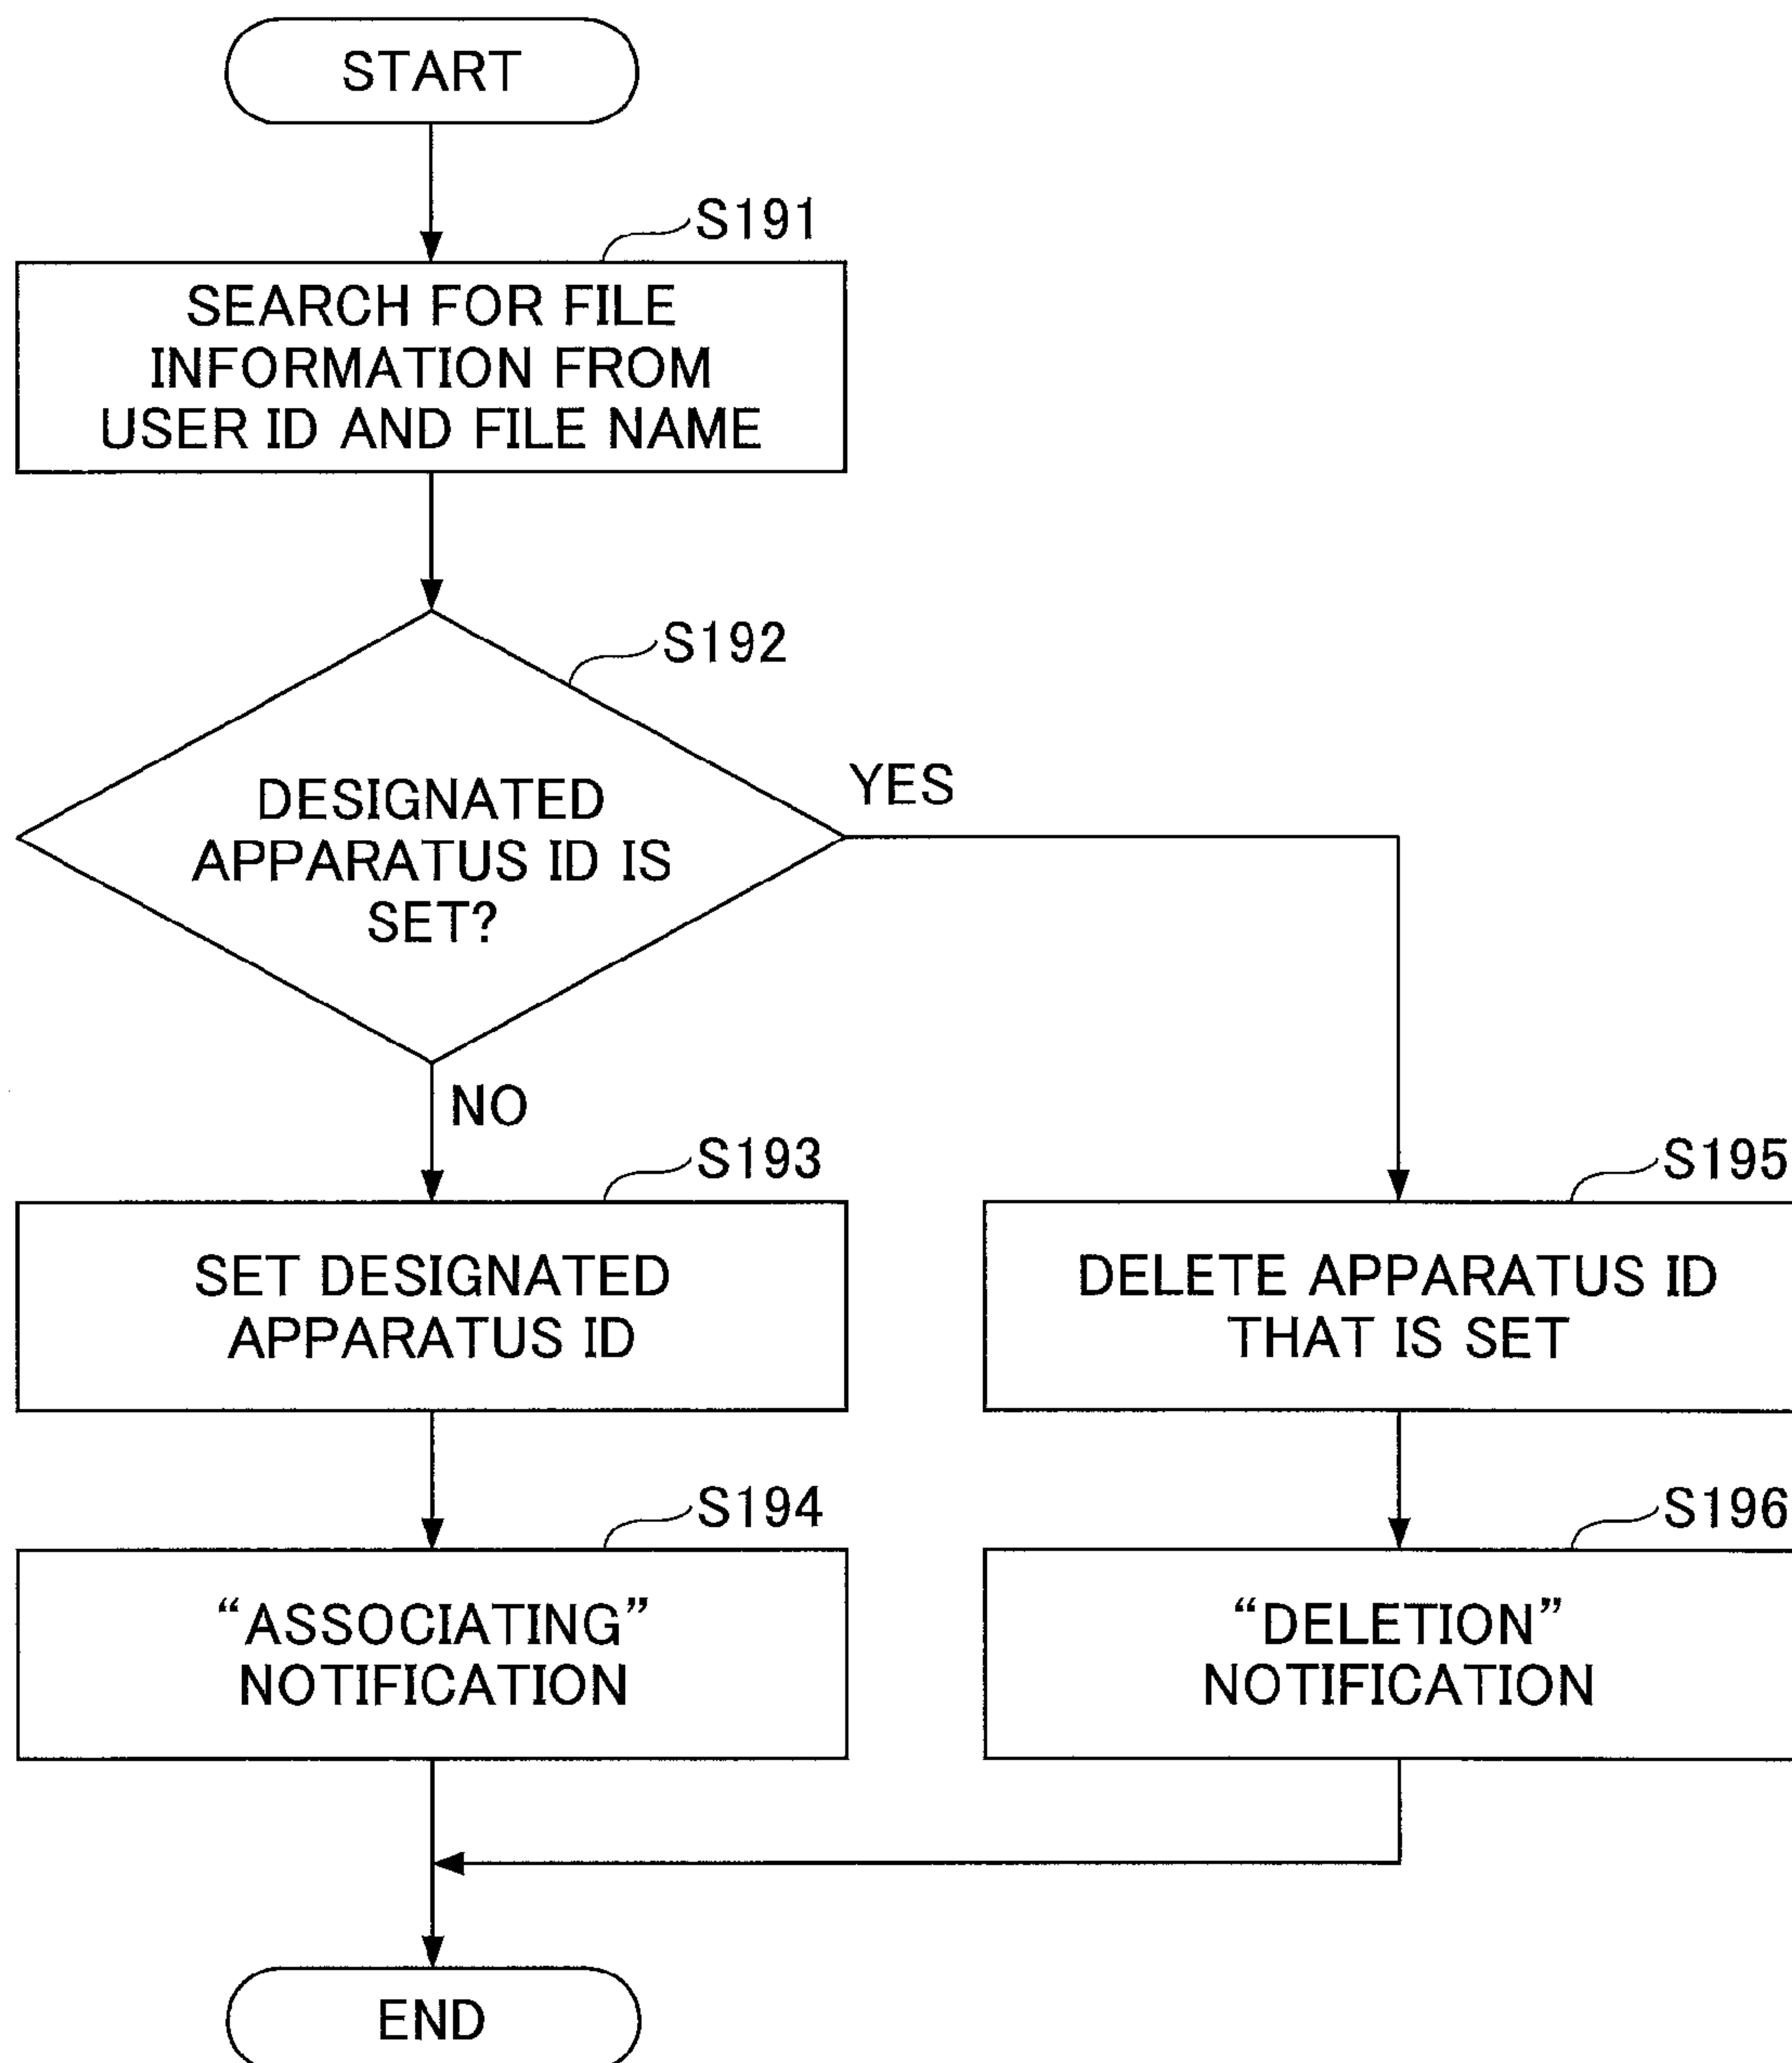 START
S191
SEARCH FOR FILE
INFORMATION FROM
USER ID AND FILE NAME
S192
DESIGNATED
APPARATUS ID IS
SET?
YES
NO
S193
SET DESIGNATED
APPARATUS ID
S195
DELETE APPARATUS ID
THAT IS SET
S194
“ASSOCIATING”
NOTIFICATION
S196
“DELETION”
NOTIFICATION
END